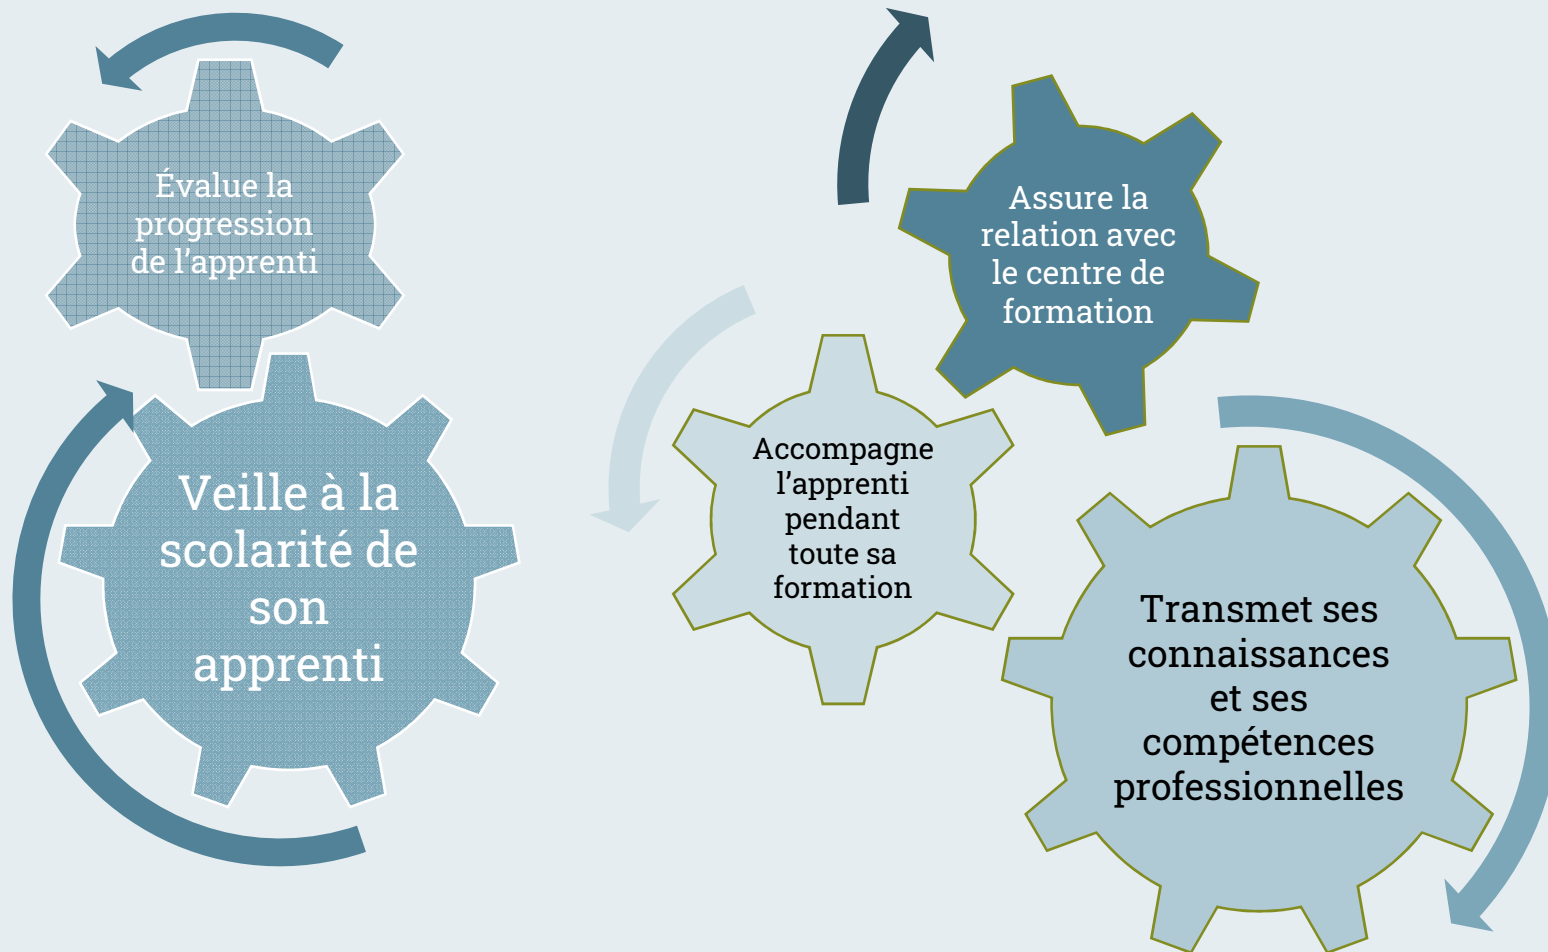 Évalue la
progression
de l’apprenti
Veille à la
scolarité de
son
apprenti
Assure la
relation avec
le centre de
formation
Accompagne
l’apprenti
pendant
toute sa
formation
Transmet ses
connaissances
et ses
compétences
professionnelles